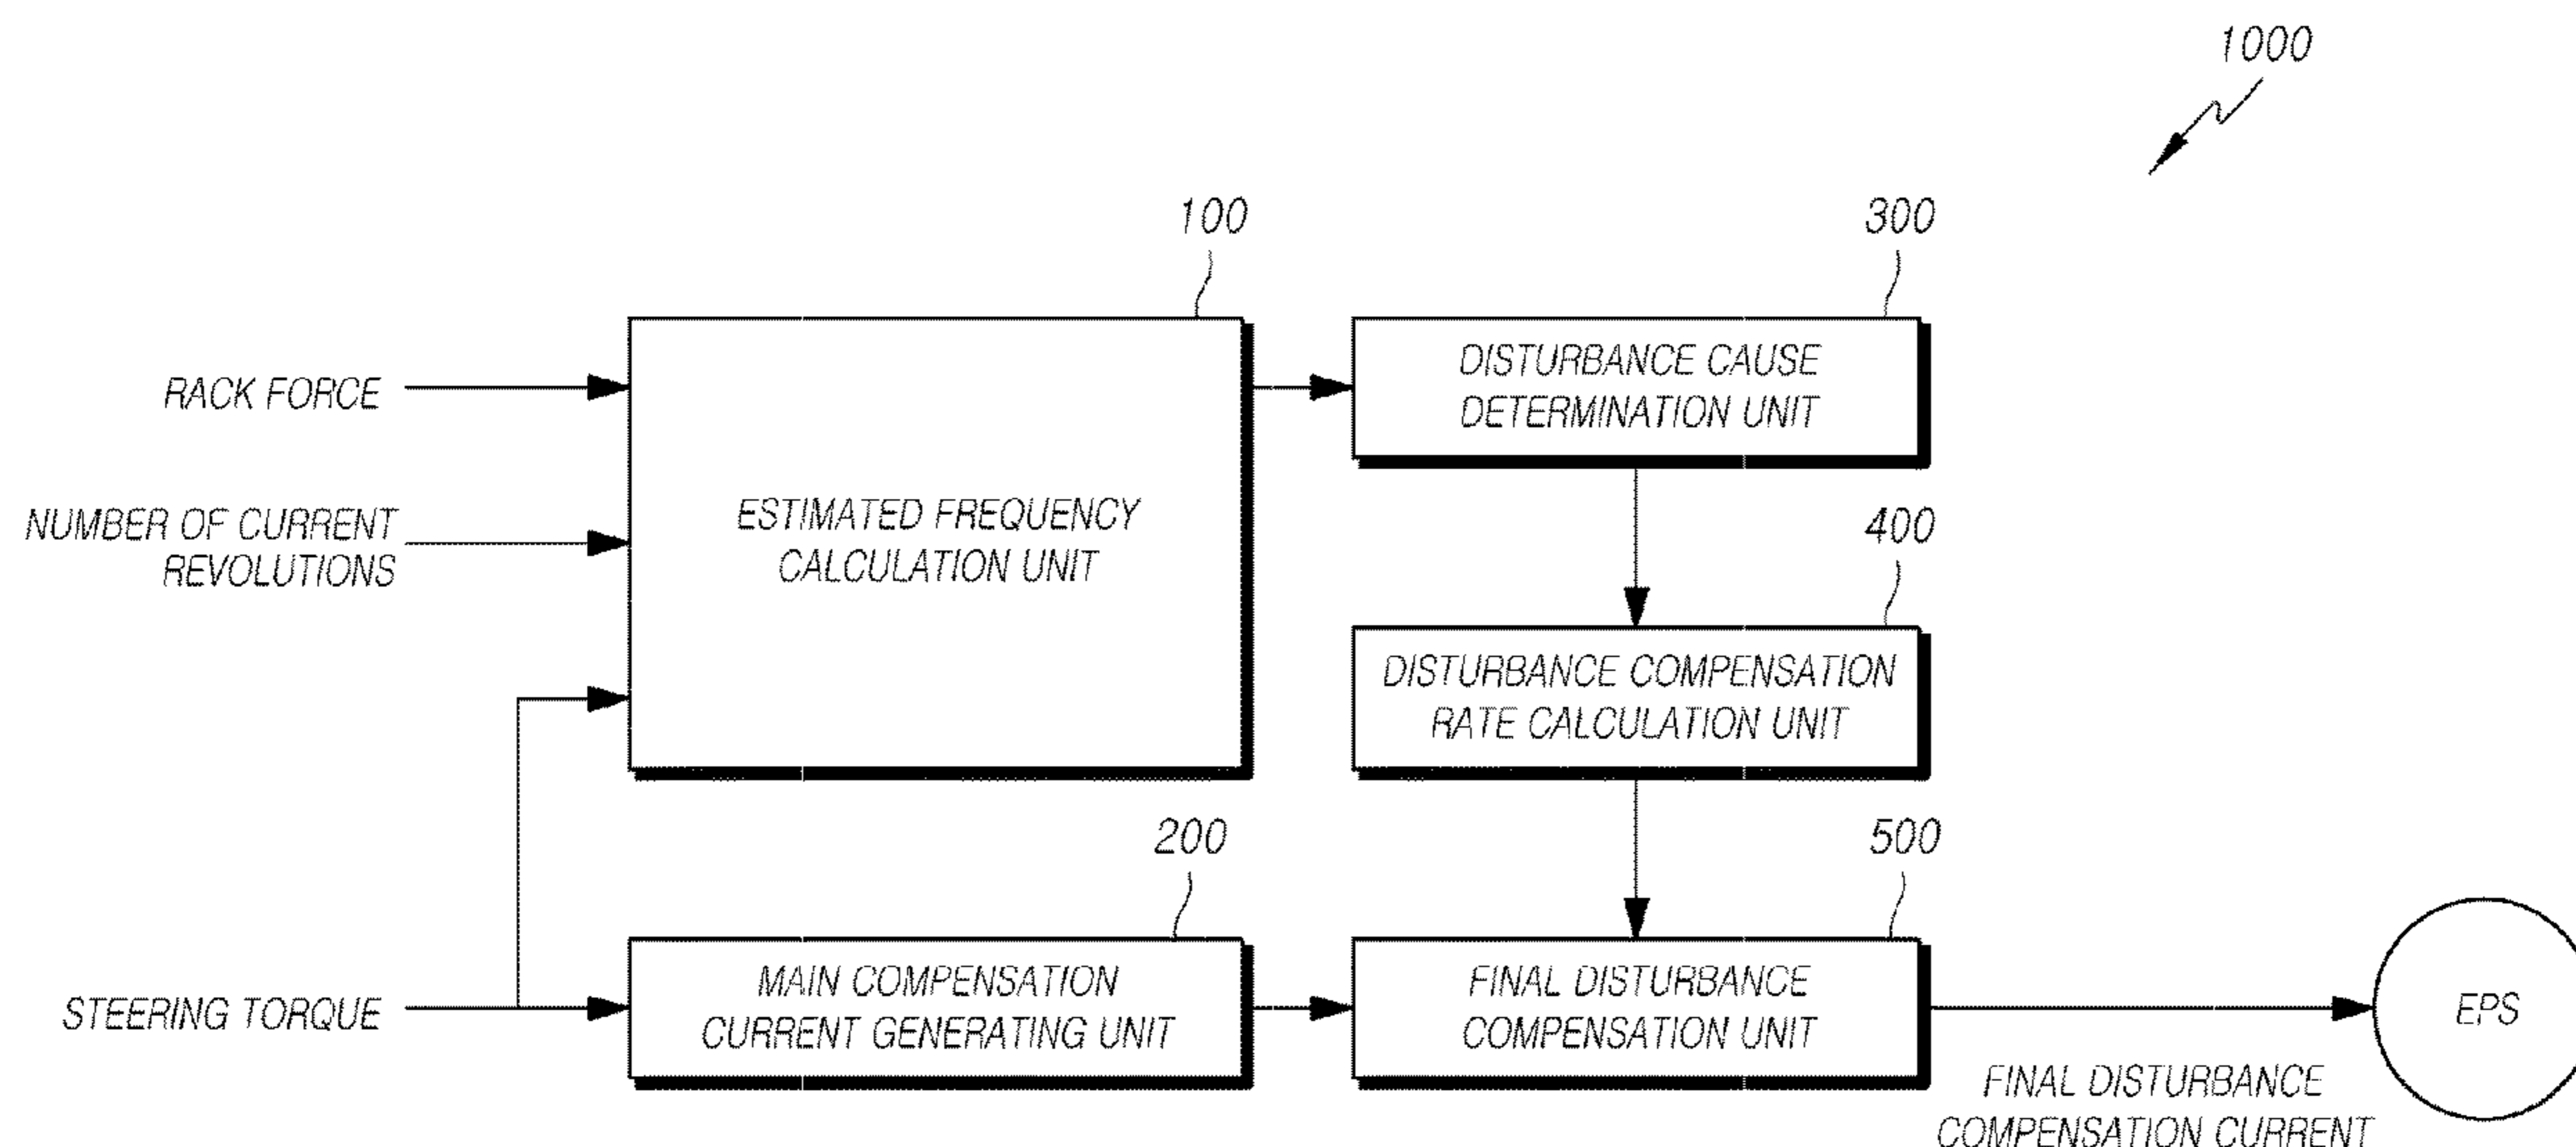 1000
100
300
RACK FORCE
NUMBER OF CURRENT
REVOLUTIONS
ESTIMATED FREQUENCY
CALCULATION UNIT
DISTURBANCE CAUSE
DETERMINATION UNIT
400
DISTURBANCE COMPENSATION
RATE CALCULATION UNIT
200
500
STEERING TORQUE
MAIN COMPENSATION
CURRENT GENERATING UNIT
FINAL DISTURBANCE
COMPENSATION UNIT
EPS
FINAL DISTURBANCE
COMPENSATION CURRENT